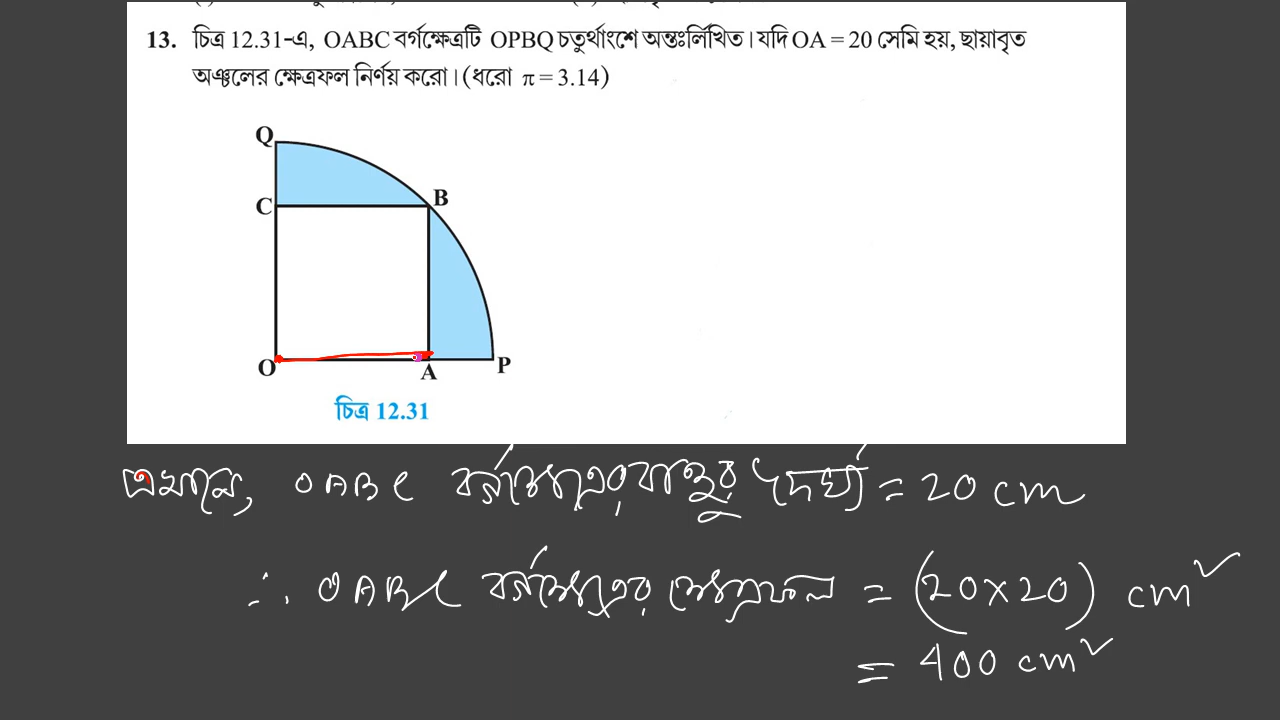 13. চিত্র 12.31-এ, OABC বর্গক্ষেত্রটি OPBQ চতুর্থাংশে অন্তঃর্লিখিত। যদি OA = 20 সেমি হয়, ছায়াবৃত
অঞ্চলের ক্ষেত্রফল নির্ণয় করো। (ধরো π = 3.14)
Q
C B
O A P
চিত্র 12.31
এখানে, OABC বর্গক্ষেত্রের বাহুর দৈর্ঘ্য = 20 cm
∴ OABC বর্গক্ষেত্রের ক্ষেত্রফল = (20×20) cm²
= 400 cm²